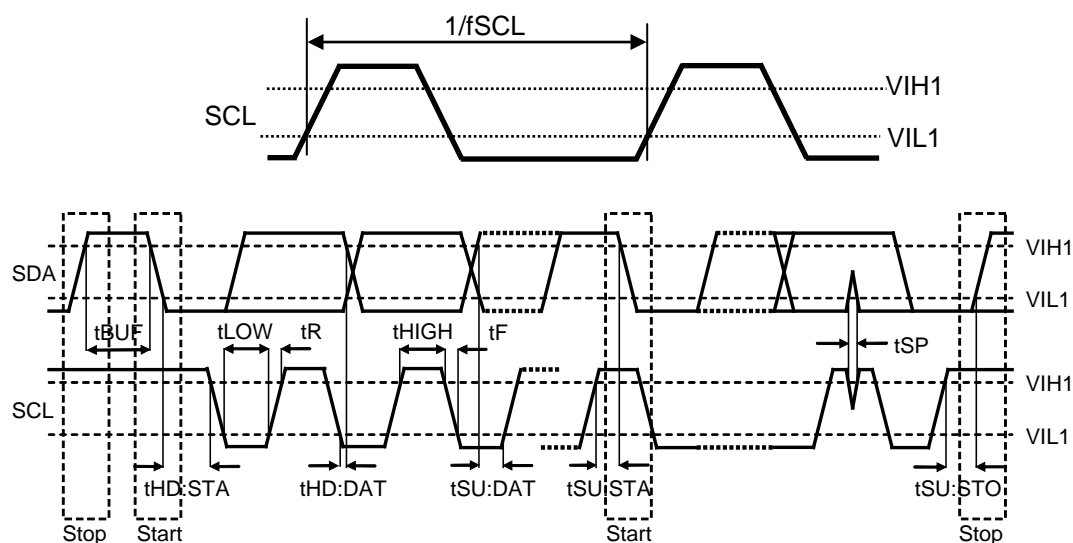 1/fSCL
VIH1
SCL
VIL1
VIH1
SDA
VIL1
tBUF tLOW tR tHIGH tF tSP
VIH1
SCL
VIL1
tHD:STA tHD:DAT tSU:DAT tSU:STA tSU:STO
Stop Start Start Stop